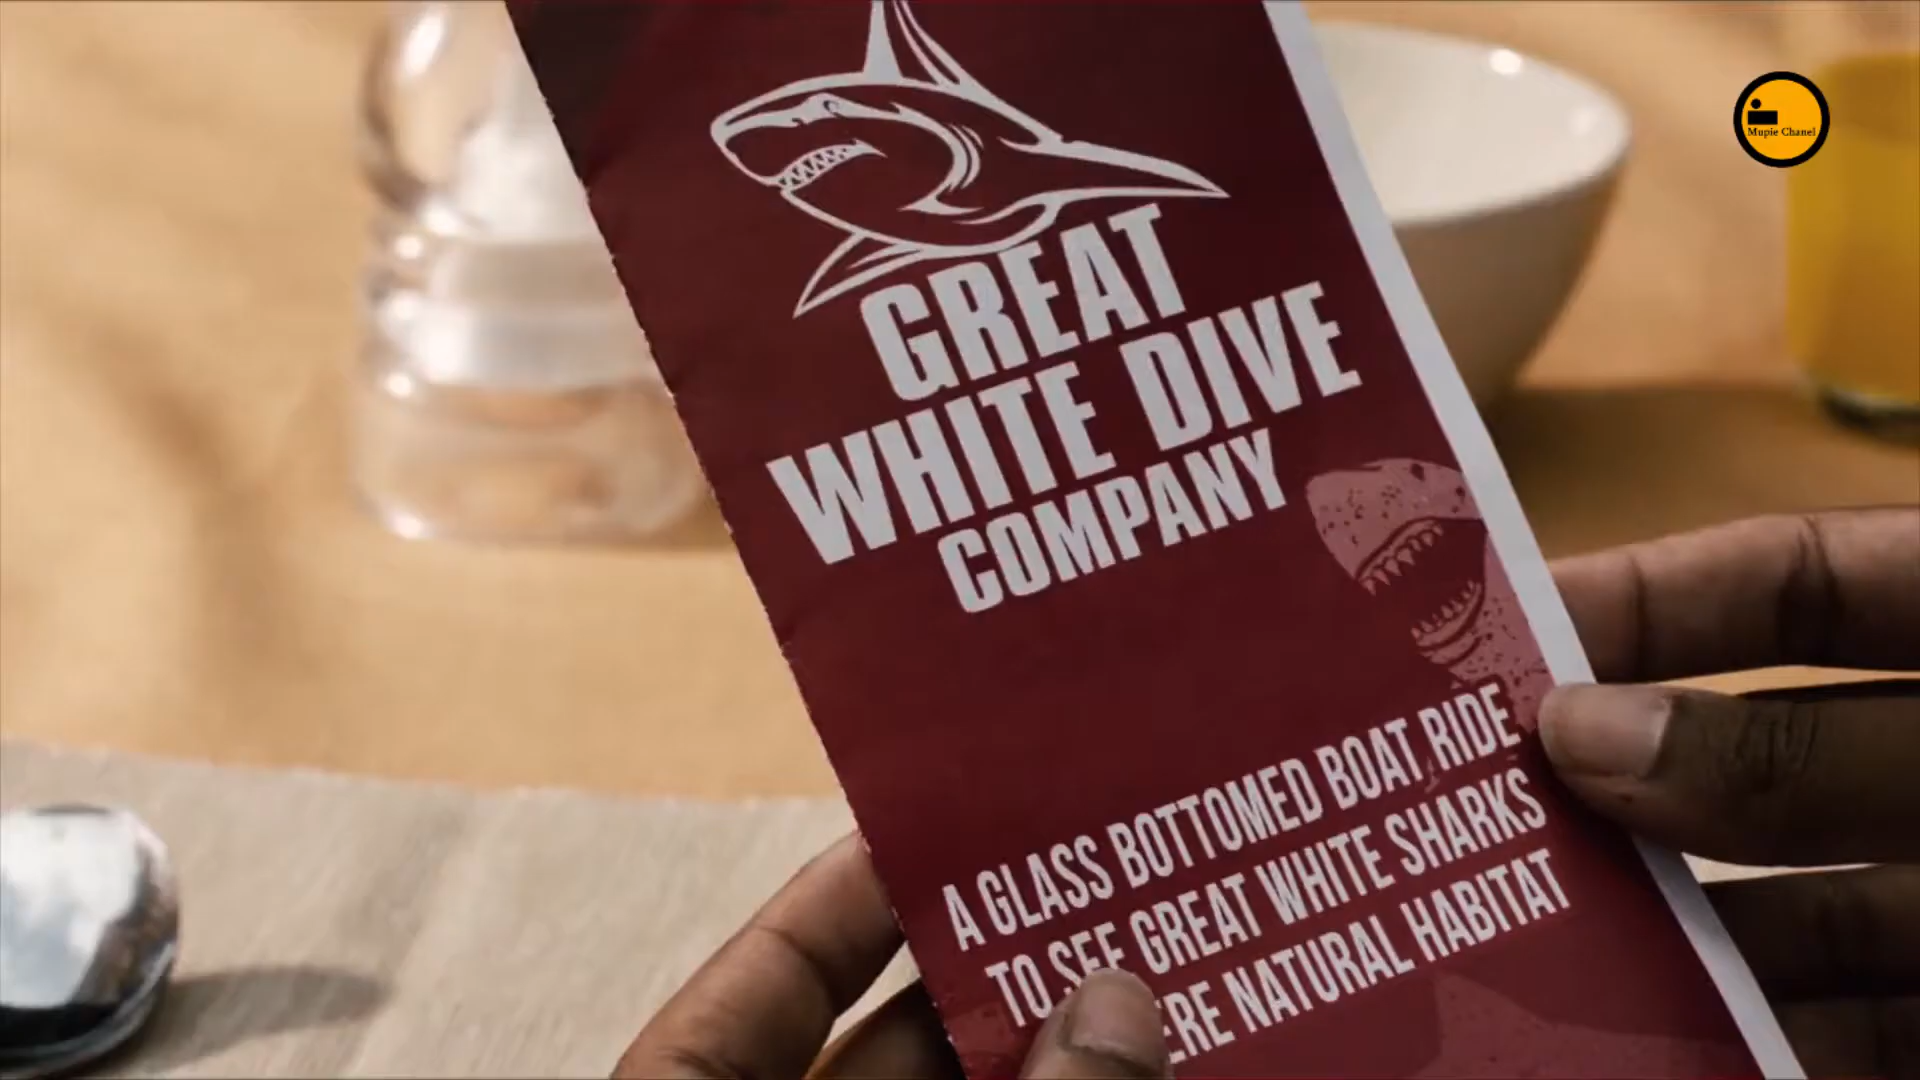 Mupie Chanel
GREAT
WHITE DIVE
COMPANY
A GLASS BOTTOMED BOAT RIDE
TO SEE GREAT WHITE SHARKS
NATURAL HABITAT